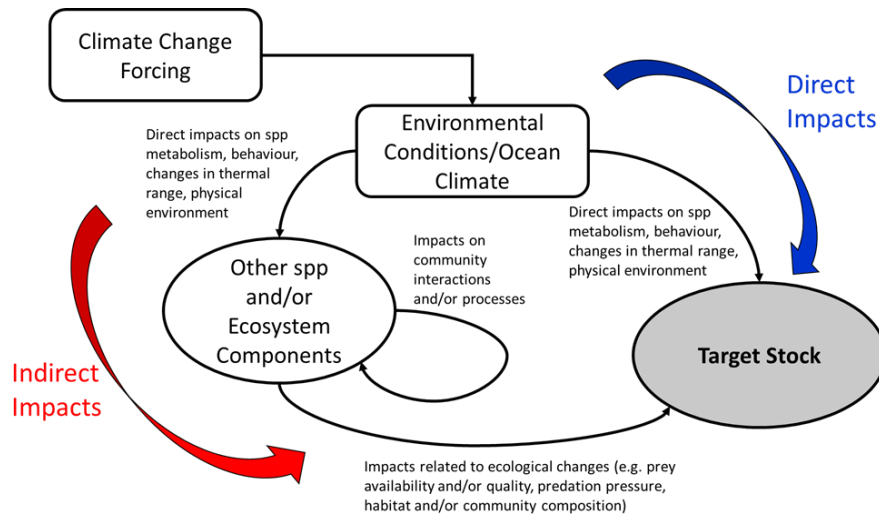 Climate Change
Forcing
Direct
Impacts
Environmental
Conditions/Ocean
Climate
Direct impacts on spp
metabolism, behaviour,
changes in thermal
range, physical
environment
Direct impacts on spp
metabolism, behaviour,
changes in thermal range,
physical environment
Impacts on
community
interactions
and/or processes
Other spp
and/or
Ecosystem
Components
Target Stock
Indirect
Impacts
Impacts related to ecological changes (e.g. prey
availability and/or quality, predation pressure,
habitat and/or community composition)